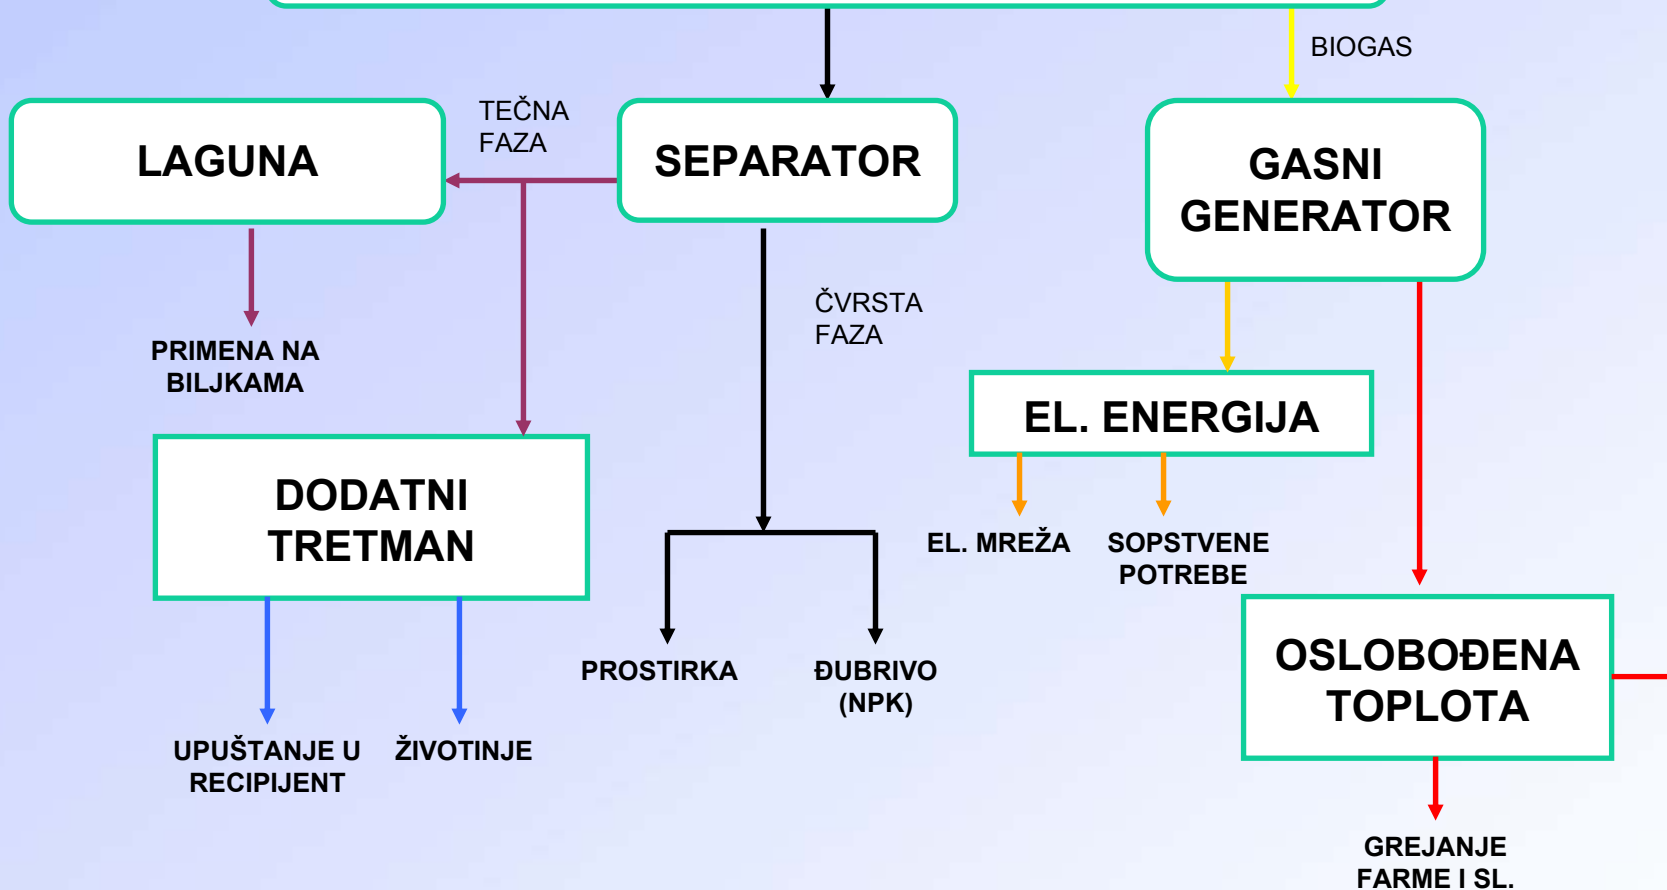 BIOGAS
TEČNA
FAZA
LAGUNA
SEPARATOR
GASNI
GENERATOR
ČVRSTA
FAZA
PRIMENA NA
BILJKAMA
EL. ENERGIJA
DODATNI
TRETMAN
EL. MREŽA
SOPSTVENE
POTREBE
PROSTIRKA
ĐUBRIVO
(NPK)
OSLOBOĐENA
TOPLOTA
UPUŠTANJE U
RECIPIJENT
ŽIVOTINJE
GREJANJE
FARME I SL.